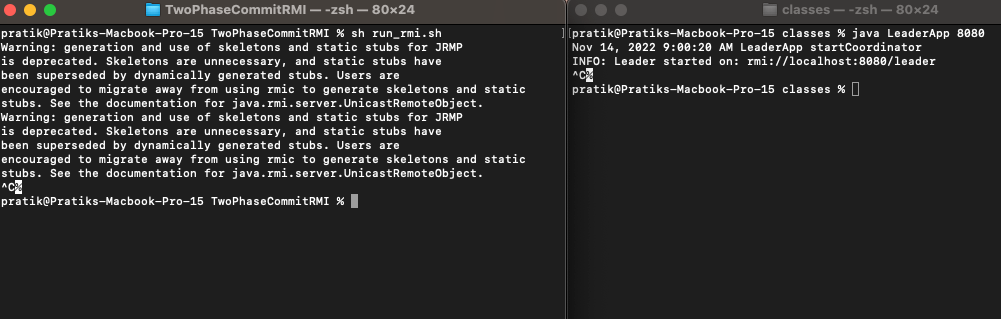 TwoPhaseCommitRMI — -zsh — 80×24
pratik@Pratiks-Macbook-Pro-15 TwoPhaseCommitRMI % sh run_rmi.sh
Warning: generation and use of skeletons and static stubs for JRMP
is deprecated. Skeletons are unnecessary, and static stubs have
been superseded by dynamically generated stubs. Users are
encouraged to migrate away from using rmic to generate skeletons and static
stubs. See the documentation for java.rmi.server.UnicastRemoteObject.
Warning: generation and use of skeletons and static stubs for JRMP
is deprecated. Skeletons are unnecessary, and static stubs have
been superseded by dynamically generated stubs. Users are
encouraged to migrate away from using rmic to generate skeletons and static
stubs. See the documentation for java.rmi.server.UnicastRemoteObject.
^C%
pratik@Pratiks-Macbook-Pro-15 TwoPhaseCommitRMI %
classes — -zsh — 80×24
[pratik@Pratiks-Macbook-Pro-15 classes % java LeaderApp 8080
Nov 14, 2022 9:00:20 AM LeaderApp startCoordinator
INFO: Leader started on: rmi://localhost:8080/leader
^C%
pratik@Pratiks-Macbook-Pro-15 classes %